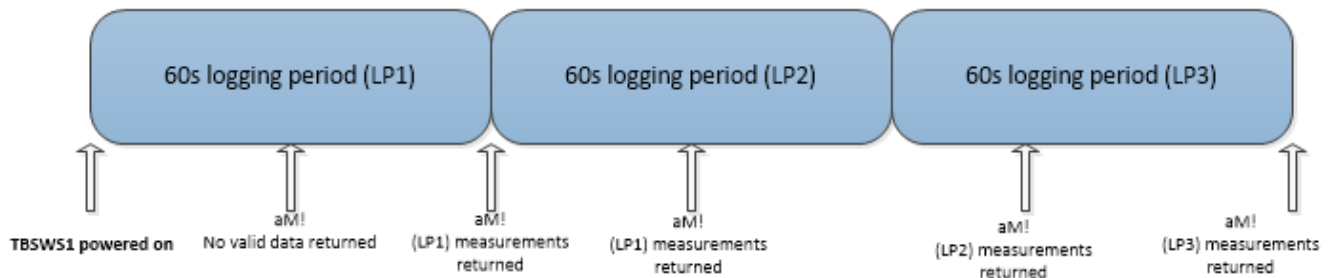 60s logging period (LP1)
60s logging period (LP2)
60s logging period (LP3)
TBSWS1 powered on
aM!
No valid data returned
aM!
(LP1) measurements
returned
aM!
(LP1) measurements
returned
aM!
(LP2) measurements
returned
aM!
(LP3) measurements
returned